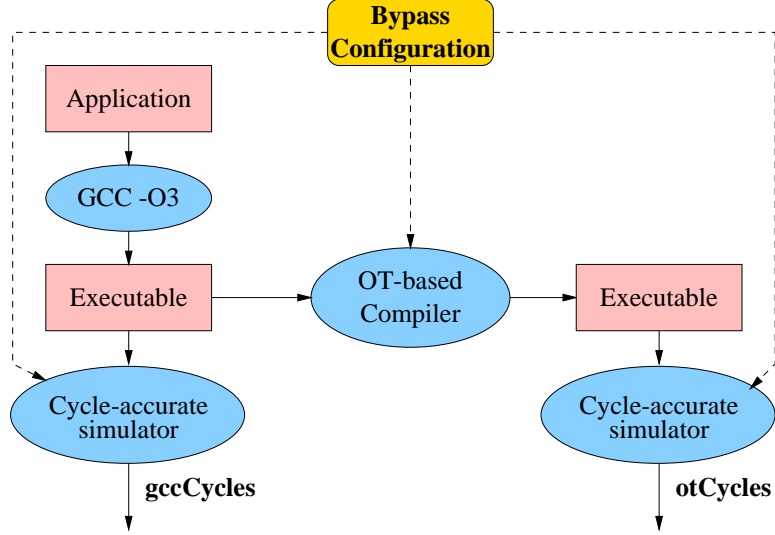 Bypass
Configuration
Application
GCC -O3
Executable
OT-based
Compiler
Executable
Cycle-accurate
simulator
Cycle-accurate
simulator
gccCycles
otCycles